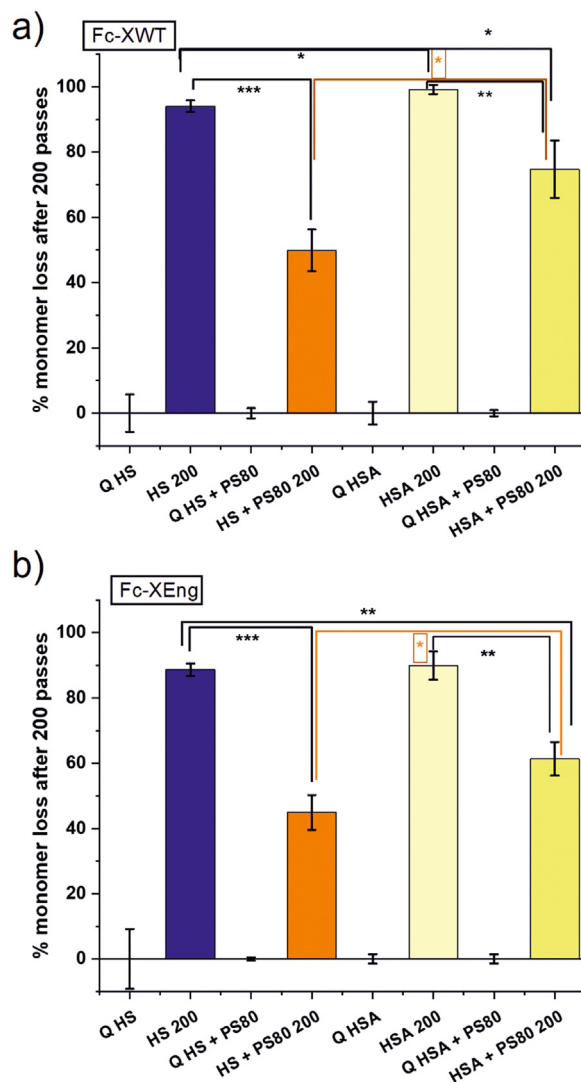 a)
Fc-XWT
*
*
*
***
**
100
80
60
40
20
0
% monomer loss after 200 passes
Q HS
HS 200
Q HS + PS80
HS + PS80 200
Q HSA
HSA 200
Q HSA + PS80
HSA + PS80 200
b)
Fc-XEng
**
***
*
**
100
80
60
40
20
0
% monomer loss after 200 passes
Q HS
HS 200
Q HS + PS80
HS + PS80 200
Q HSA
HSA 200
Q HSA + PS80
HSA + PS80 200